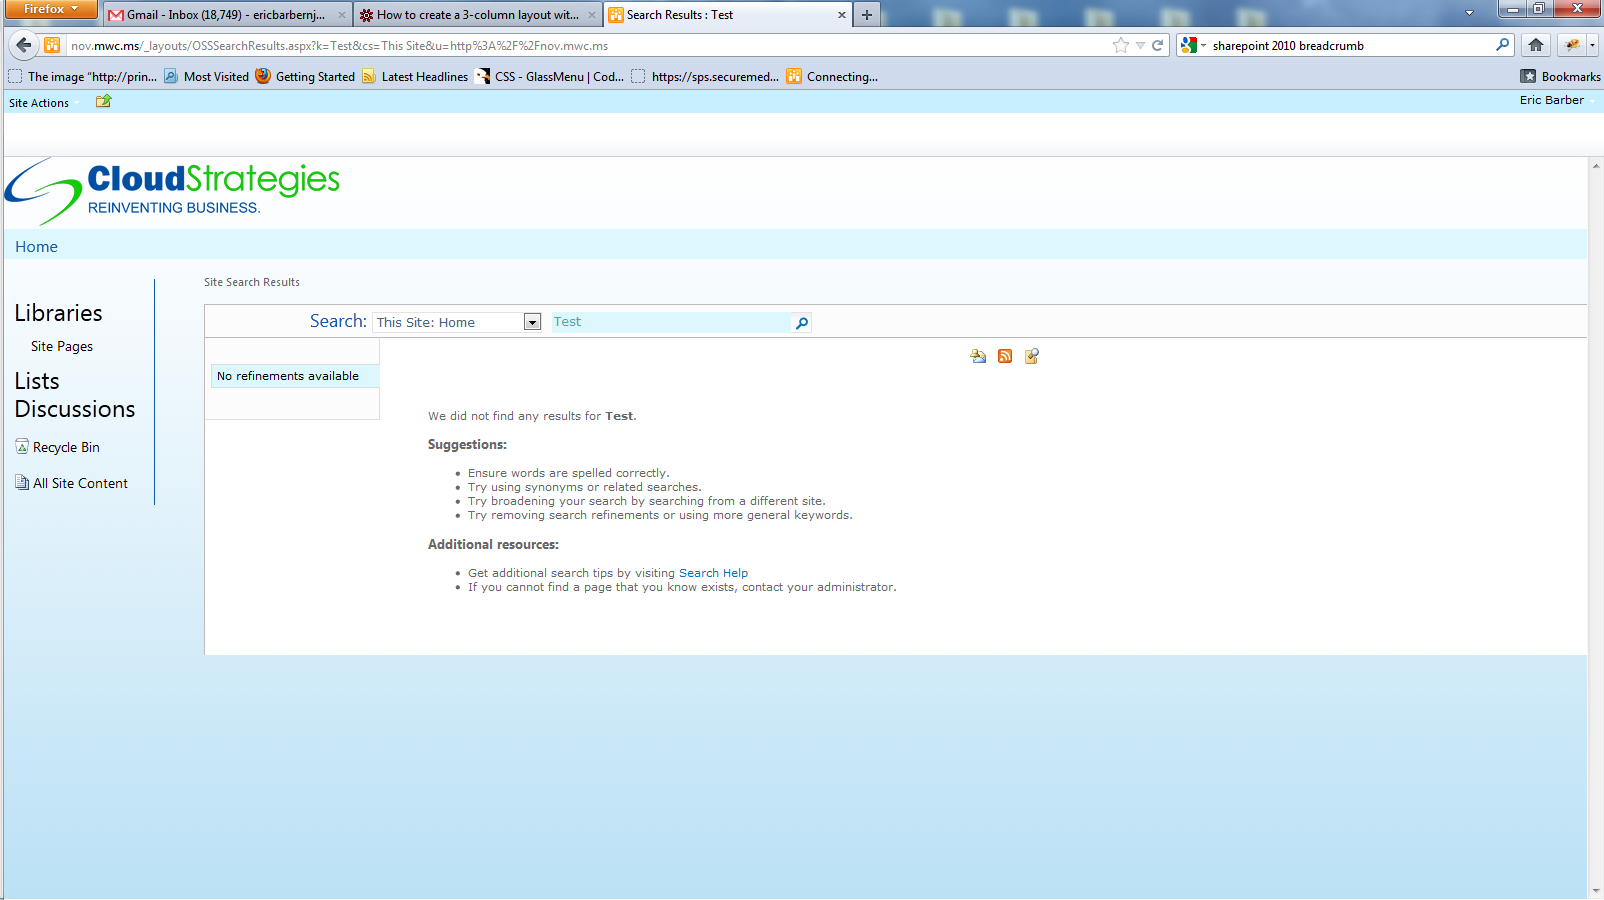 Firefox
Gmail - Inbox (18,749) - ericbarbernj...
How to create a 3-column layout wit...
Search Results : Test
nov.mwc.ms/_layouts/OSSSearchResults.aspx?k=Test&cs=This Site&u=http%3A%2F%2Fnov.mwc.ms
sharepoint 2010 breadcrumb
The image "http://prin...
Most Visited
Getting Started
Latest Headlines
CSS - GlassMenu | Cod...
https://sps.securemed...
Connecting...
Bookmarks
Site Actions
Eric Barber
CloudStrategies
REINVENTING BUSINESS.
Home
Site Search Results
Libraries
Site Pages
Lists
Discussions
Recycle Bin
All Site Content
Search:
This Site: Home
Test
No refinements available
We did not find any results for Test.
Suggestions:
Ensure words are spelled correctly.
Try using synonyms or related searches.
Try broadening your search by searching from a different site.
Try removing search refinements or using more general keywords.
Additional resources:
Get additional search tips by visiting Search Help
If you cannot find a page that you know exists, contact your administrator.